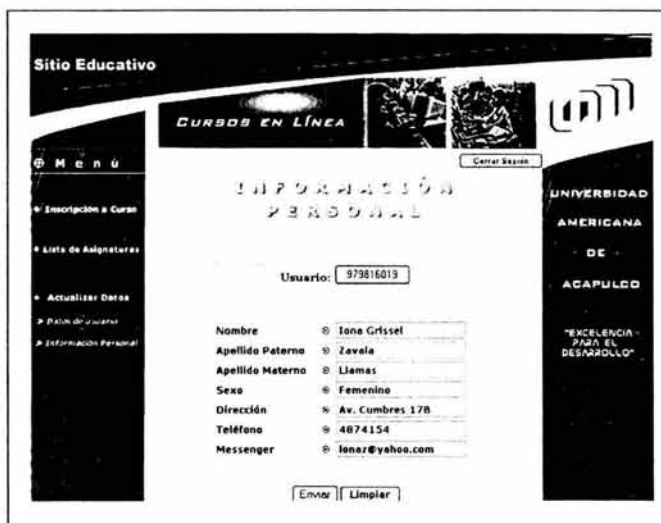 Sitio Educativo
CURSOS EN LÍNEA
Menú
Cerrar Sesión
Inscripción a Curso
Lista de Asignaturas
Actualizar Datos
> Datos de usuario
> Información Personal
INFORMACIÓN
PERSONAL
Usuario: 979816019
Nombre Iona Grissel
Apellido Paterno Zavala
Apellido Materno Llamas
Sexo Femenino
Dirección Av. Cumbres 178
Teléfono 4874154
Messenger Ionaz@yahoo.com
Enviar Limpiar
UNIVERSIDAD
AMERICANA
DE
ACAPULCO
"EXCELENCIA
PARA EL
DESARROLLO"